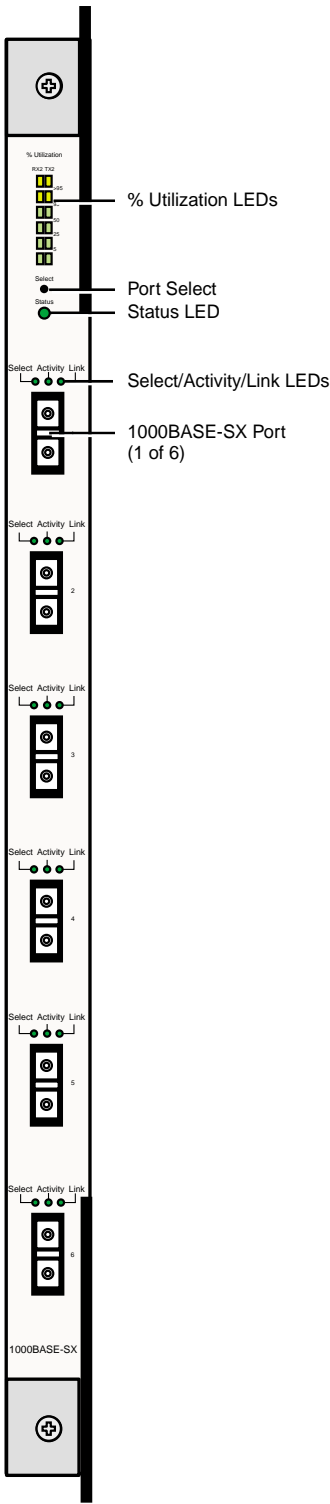 % Utilization
RX2 TX2
50
25
5
% Utilization LEDs
Select
Port Select
Status
Status LED
Select Activity Link
Select/Activity/Link LEDs
1000BASE-SX Port
(1 of 6)
Select Activity Link
2
Select Activity Link
3
Select Activity Link
4
Select Activity Link
5
Select Activity Link
6
1000BASE-SX